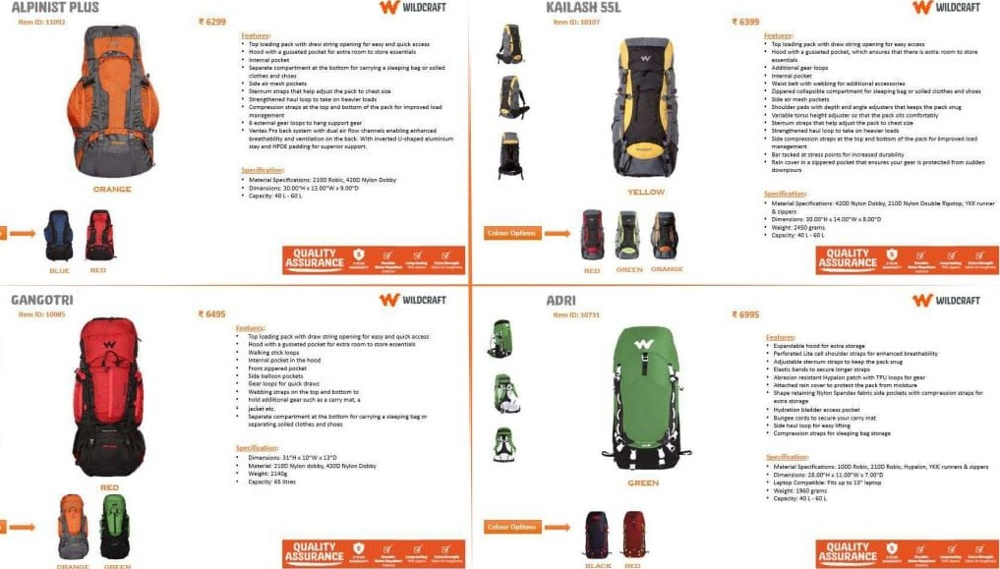 ALPINIST PLUS
WILDCRAFT
Item ID: 11092
₹ 6299
Features:
• Top loading pack with draw string opening for easy and quick access
• Hood with a gusseted pocket for extra room to store essentials
• Internal pocket
• Separate compartment at the bottom for carrying a sleeping bag or soiled
clothes and shoes
• Side air mesh pockets
• Sternum straps that help adjust the pack to chest size
• Strengthened haul loop to take on heavier loads
• Compression straps at the top and bottom of the pack for improved load
management
• 6 external gear loops to hang support gear
• Ventex Pro back system with dual air flow channels enabling enhanced
breathability and ventilation on the back. With inverted U-shaped aluminium
stay and HPDE padding for superior support.
Specification:
• Material Specifications: 210D Robic, 420D Nylon Dobby
• Dimensions: 30.00"H x 13.00"W x 9.00"D
• Capacity: 40 L - 60 L
ORANGE
BLUE
RED
QUALITY
ASSURANCE
KAILASH 55L
WILDCRAFT
Item ID: 10107
₹ 6399
Features:
• Top loading pack with draw string opening for easy access
• Hood with a gusseted pocket, which ensures that there is extra room to store
essentials
• Additional gear loops
• Internal pocket
• Waist belt with webbing for additional accessories
• Zippered collapsible compartment for sleeping bag or soiled clothes and shoes
• Side air mesh pockets
• Shoulder pads with depth and angle adjusters that keeps the pack snug
• Variable torso height adjuster so that the pack sits comfortably
• Sternum straps that help adjust the pack to chest size
• Strengthened haul loop to take on heavier loads
• Side compression straps at the top and bottom of the pack for improved load
management
• Bar tacked at stress points for increased durability
• Rain cover in a zippered pocket that ensures your gear is protected from sudden
downpours
Specification:
• Material Specifications: 420D Nylon Dobby, 210D Nylon Double Ripstop; YKK runner
& zippers
• Dimensions: 30.00"H x 14.00"W x 8.00"D
• Weight: 2450 grams
• Capacity: 40 L - 60 L
YELLOW
Colour Options
RED
GREEN
ORANGE
QUALITY
ASSURANCE
GANGOTRI
WILDCRAFT
Item ID: 10085
₹ 6495
Features:
• Top loading pack with draw string opening for easy and quick access
• Hood with a gusseted pocket for extra room to store essentials
• Walking stick loops
• Internal pocket in the hood
• Front zippered pocket
• Side balloon pockets
• Gear loops for quick draws
• Webbing straps on the top and bottom to
• hold additional gear such as a carry mat, a
• jacket etc.
• Separate compartment at the bottom for carrying a sleeping bag or
separating soiled clothes and shoes
Specification:
• Dimensions: 31"H x 10"W x 13"D
• Material: 210D Nylon dobby, 420D Nylon Dobby
• Weight: 2140g
• Capacity: 65 litres
RED
ORANGE
GREEN
QUALITY
ASSURANCE
ADRI
WILDCRAFT
Item ID: 10731
₹ 6995
Features:
• Expendable hood for extra storage
• Perforated Lite cell shoulder straps for enhanced breathability
• Adjustable sternum straps to keep the pack snug
• Elastic bands to secure longer straps
• Abrasion resistant Hypalon patch with TPU loops for gear
• Attached rain cover to protect the pack from moisture
• Shape retaining Nylon Spandex fabric side pockets with compression straps for
extra storage
• Hydration bladder access pocket
• Bungee cords to secure your carry mat
• Side haul loop for easy lifting
• Compression straps for sleeping bag storage
Specification:
• Material Specifications: 100D Robic, 210D Robic, Hypalon, YKK runners & zippers
• Dimensions: 28.00"H x 11.00"W x 7.00"D
• Laptop Compatible: Fits up to 13" laptop
• Weight: 1960 grams
• Capacity: 40 L - 60 L
GREEN
Colour Options
BLACK
RED
QUALITY
ASSURANCE